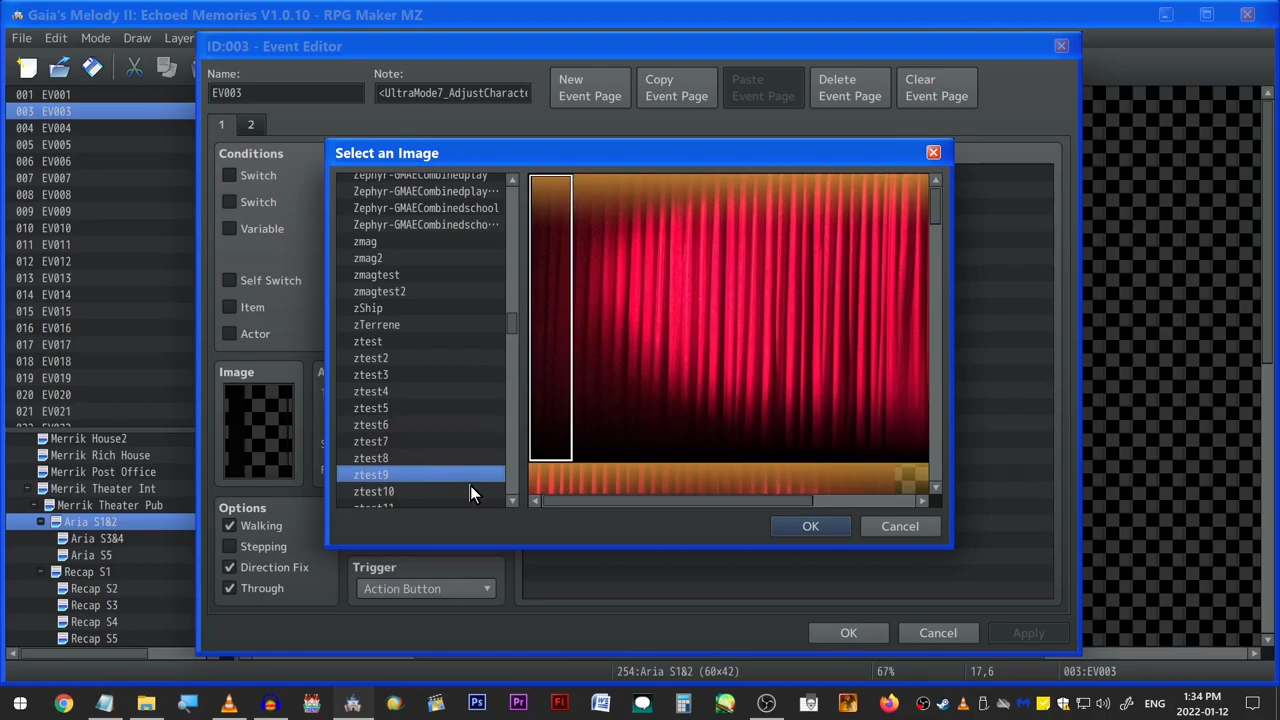 Gaia's Melody II: Echoed Memories V1.0.10 - RPG Maker MZ
File Edit Mode Draw Layer
ID:003 - Event Editor
Name: Note:
EV003 <UltraMode7_AdjustCharacte
New Event Page
Copy Event Page
Paste Event Page
Delete Event Page
Clear Event Page
001 EV001
003 EV003
004 EV004
005 EV005
006 EV006
007 EV007
008 EV008
009 EV009
010 EV010
011 EV011
012 EV012
013 EV013
014 EV014
015 EV015
016 EV016
017 EV017
018 EV018
019 EV019
020 EV020
021 EV021
1 2
Conditions
Switch
Switch
Variable
Self Switch
Item
Actor
Image
Options
Walking
Stepping
Direction Fix
Through
Trigger
Action Button
Select an Image
Zephyr-GMAECombinedplay
Zephyr-GMAECombinedplay…
Zephyr-GMAECombinedschool
Zephyr-GMAECombinedscho…
zmag
zmag2
zmagtest
zmagtest2
zShip
zTerrene
ztest
ztest2
ztest3
ztest4
ztest5
ztest6
ztest7
ztest8
ztest9
ztest10
ztest11
OK Cancel
OK Cancel Apply
Merrik House2
Merrik Rich House
Merrik Post Office
Merrik Theater Int
Merrik Theater Pub
Aria S1&2
Aria S3&4
Aria S5
Recap S1
Recap S2
Recap S3
Recap S4
Recap S5
254:Aria S1&2 (60x42) 67% 17,6 003:EV003
ENG
1:34 PM
2022-01-12